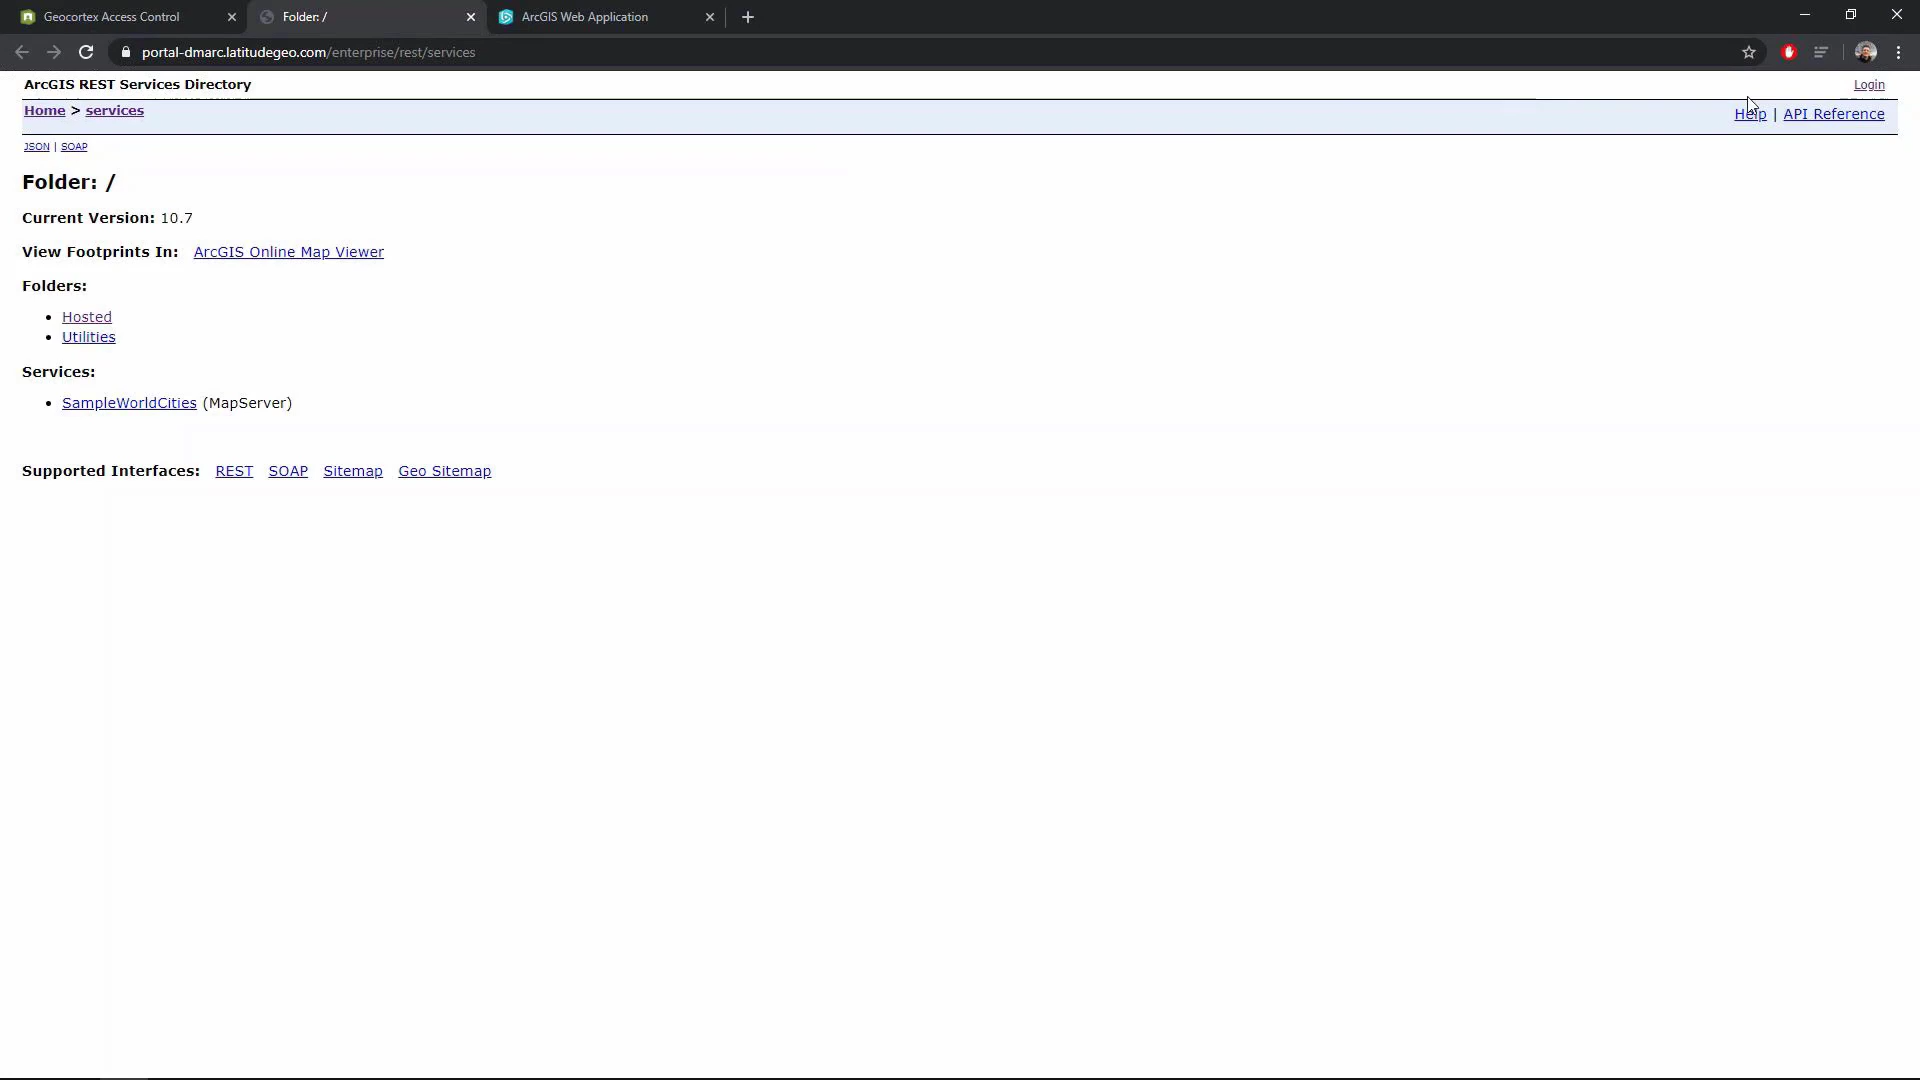 Geocortex Access Control
Folder: /
ArcGIS Web Application
portal-dmarc.latitudegeo.com/enterprise/rest/services
ArcGIS REST Services Directory
Login
Home > services
Help | API Reference
JSON | SOAP
Folder: /
Current Version: 10.7
View Footprints In: ArcGIS Online Map Viewer
Folders:
Hosted
Utilities
Services:
SampleWorldCities (MapServer)
Supported Interfaces: REST SOAP Sitemap Geo Sitemap